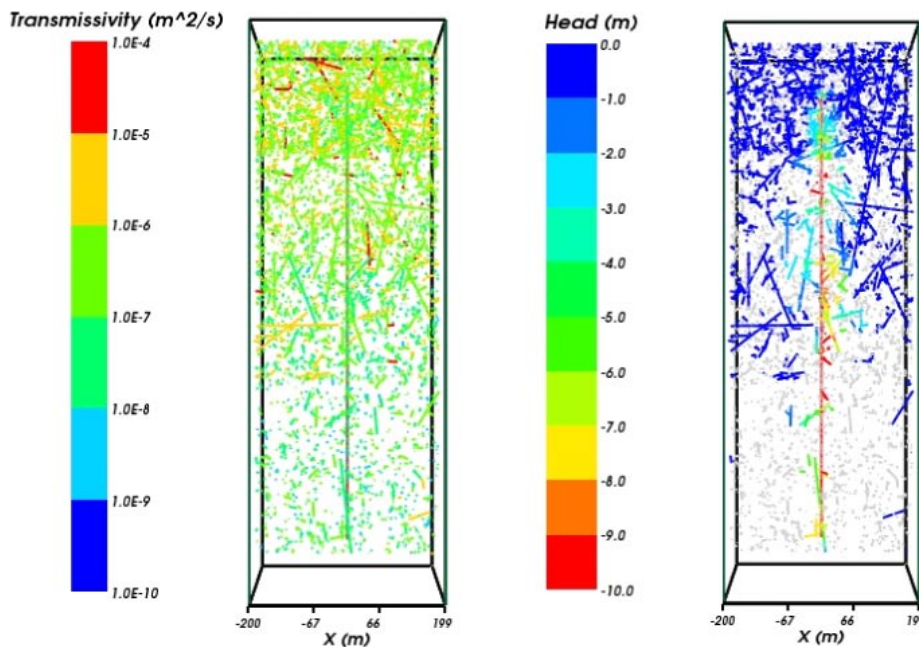 Transmissivity (m^2/s)
1.0E-4
1.0E-5
1.0E-6
1.0E-7
1.0E-8
1.0E-9
1.0E-10
-200
-67
66
199
X (m)
Head (m)
0.0
-1.0
-2.0
-3.0
-4.0
-5.0
-6.0
-7.0
-8.0
-9.0
-10.0
-200
-67
66
19
X (m)